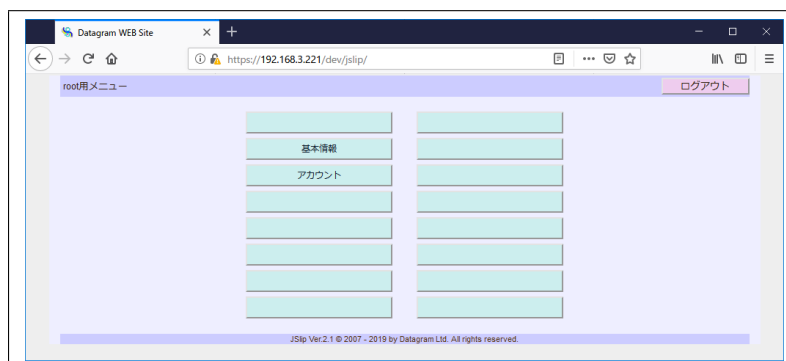 Datagram WEB Site
https://192.168.3.221/dev/jslip/
root用メニュー
ログアウト
基本情報
アカウント
JSlip Ver.2.1 © 2007 - 2019 by Datagram Ltd. All rights reserved.